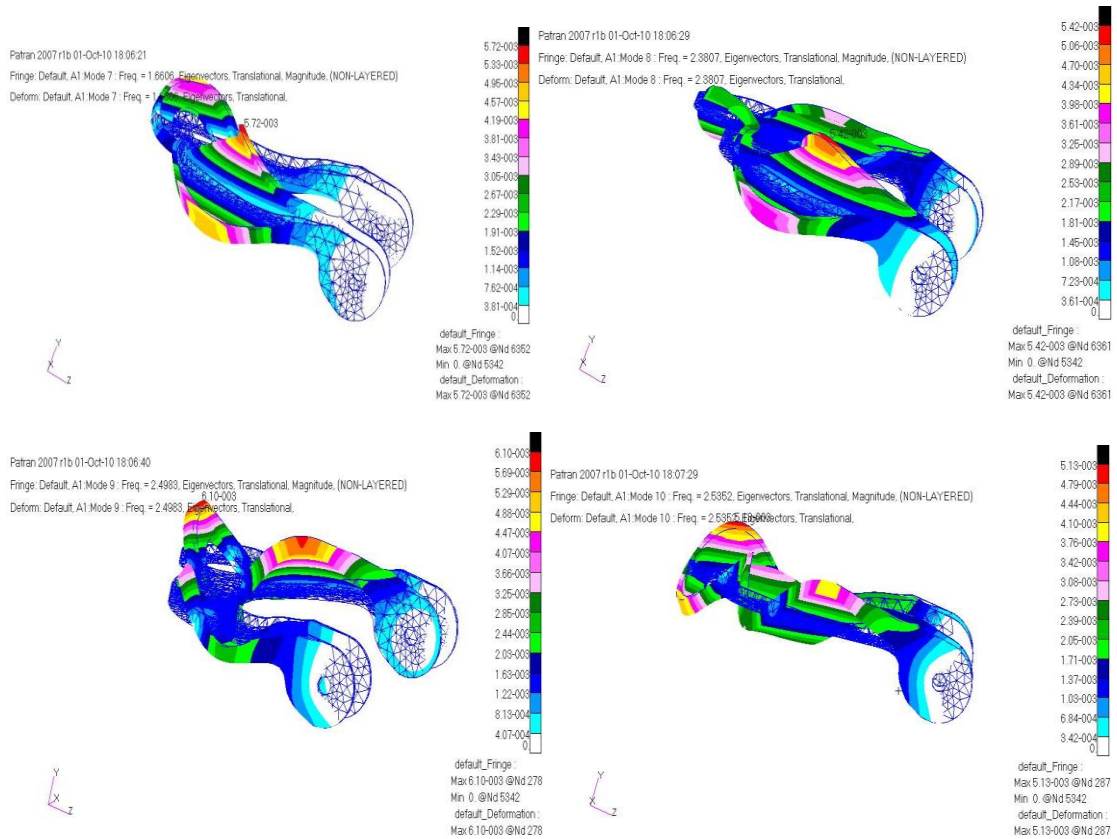 Patran 2007 r1b 01-Oct-10 18:06:21
Fringe: Default, A1:Mode 7 : Freq. = 1.6606, Eigenvectors, Translational, Magnitude, (NON-LAYERED)
Deform: Default, A1:Mode 7 : Freq. = Eigenvectors, Translational,
5.72-003
5.72-003
5.33-003
4.95-003
4.57-003
4.19-003
3.81-003
3.43-003
3.05-003
2.67-003
2.29-003
1.91-003
1.52-003
1.14-003
7.62-004
3.81-004
0.
Y
X
Z
default_Fringe :
Max 5.72-003 @Nd 6352
Min 0. @Nd 5342
default_Deformation :
Max 5.72-003 @Nd 6352
Patran 2007 r1b 01-Oct-10 18:06:29
Fringe: Default, A1:Mode 8 : Freq. = 2.3807, Eigenvectors, Translational, Magnitude, (NON-LAYERED)
Deform: Default, A1:Mode 8 : Freq. = 2.3807, Eigenvectors, Translational,
5.42-003
5.42-003
5.06-003
4.70-003
4.34-003
3.98-003
3.61-003
3.25-003
2.89-003
2.53-003
2.17-003
1.81-003
1.45-003
1.08-003
7.23-004
3.61-004
0.
Y
X
Z
default_Fringe :
Max 5.42-003 @Nd 6361
Min 0. @Nd 5342
default_Deformation :
Max 5.42-003 @Nd 6361
Patran 2007 r1b 01-Oct-10 18:06:40
Fringe: Default, A1:Mode 9 : Freq. = 2.4983, Eigenvectors, Translational, Magnitude, (NON-LAYERED)
Deform: Default, A1:Mode 9 : Freq. = 2.4983, Eigenvectors, Translational,
6.10-003
6.10-003
5.69-003
5.29-003
4.88-003
4.47-003
4.07-003
3.66-003
3.25-003
2.85-003
2.44-003
2.03-003
1.63-003
1.22-003
8.13-004
4.07-004
0.
Y
X
Z
default_Fringe :
Max 6.10-003 @Nd 278
Min 0. @Nd 5342
default_Deformation :
Max 6.10-003 @Nd 278
Patran 2007 r1b 01-Oct-10 18:07:29
Fringe: Default, A1:Mode 10 : Freq. = 2.5352, Eigenvectors, Translational, Magnitude, (NON-LAYERED)
Deform: Default, A1:Mode 10 : Freq. = 2.5352, Eigenvectors, Translational,
5.13-003
5.13-003
4.79-003
4.44-003
4.10-003
3.76-003
3.42-003
3.08-003
2.73-003
2.39-003
2.05-003
1.71-003
1.37-003
1.03-003
6.84-004
3.42-004
0.
Y
X
Z
default_Fringe :
Max 5.13-003 @Nd 287
Min 0. @Nd 5342
default_Deformation :
Max 5.13-003 @Nd 287